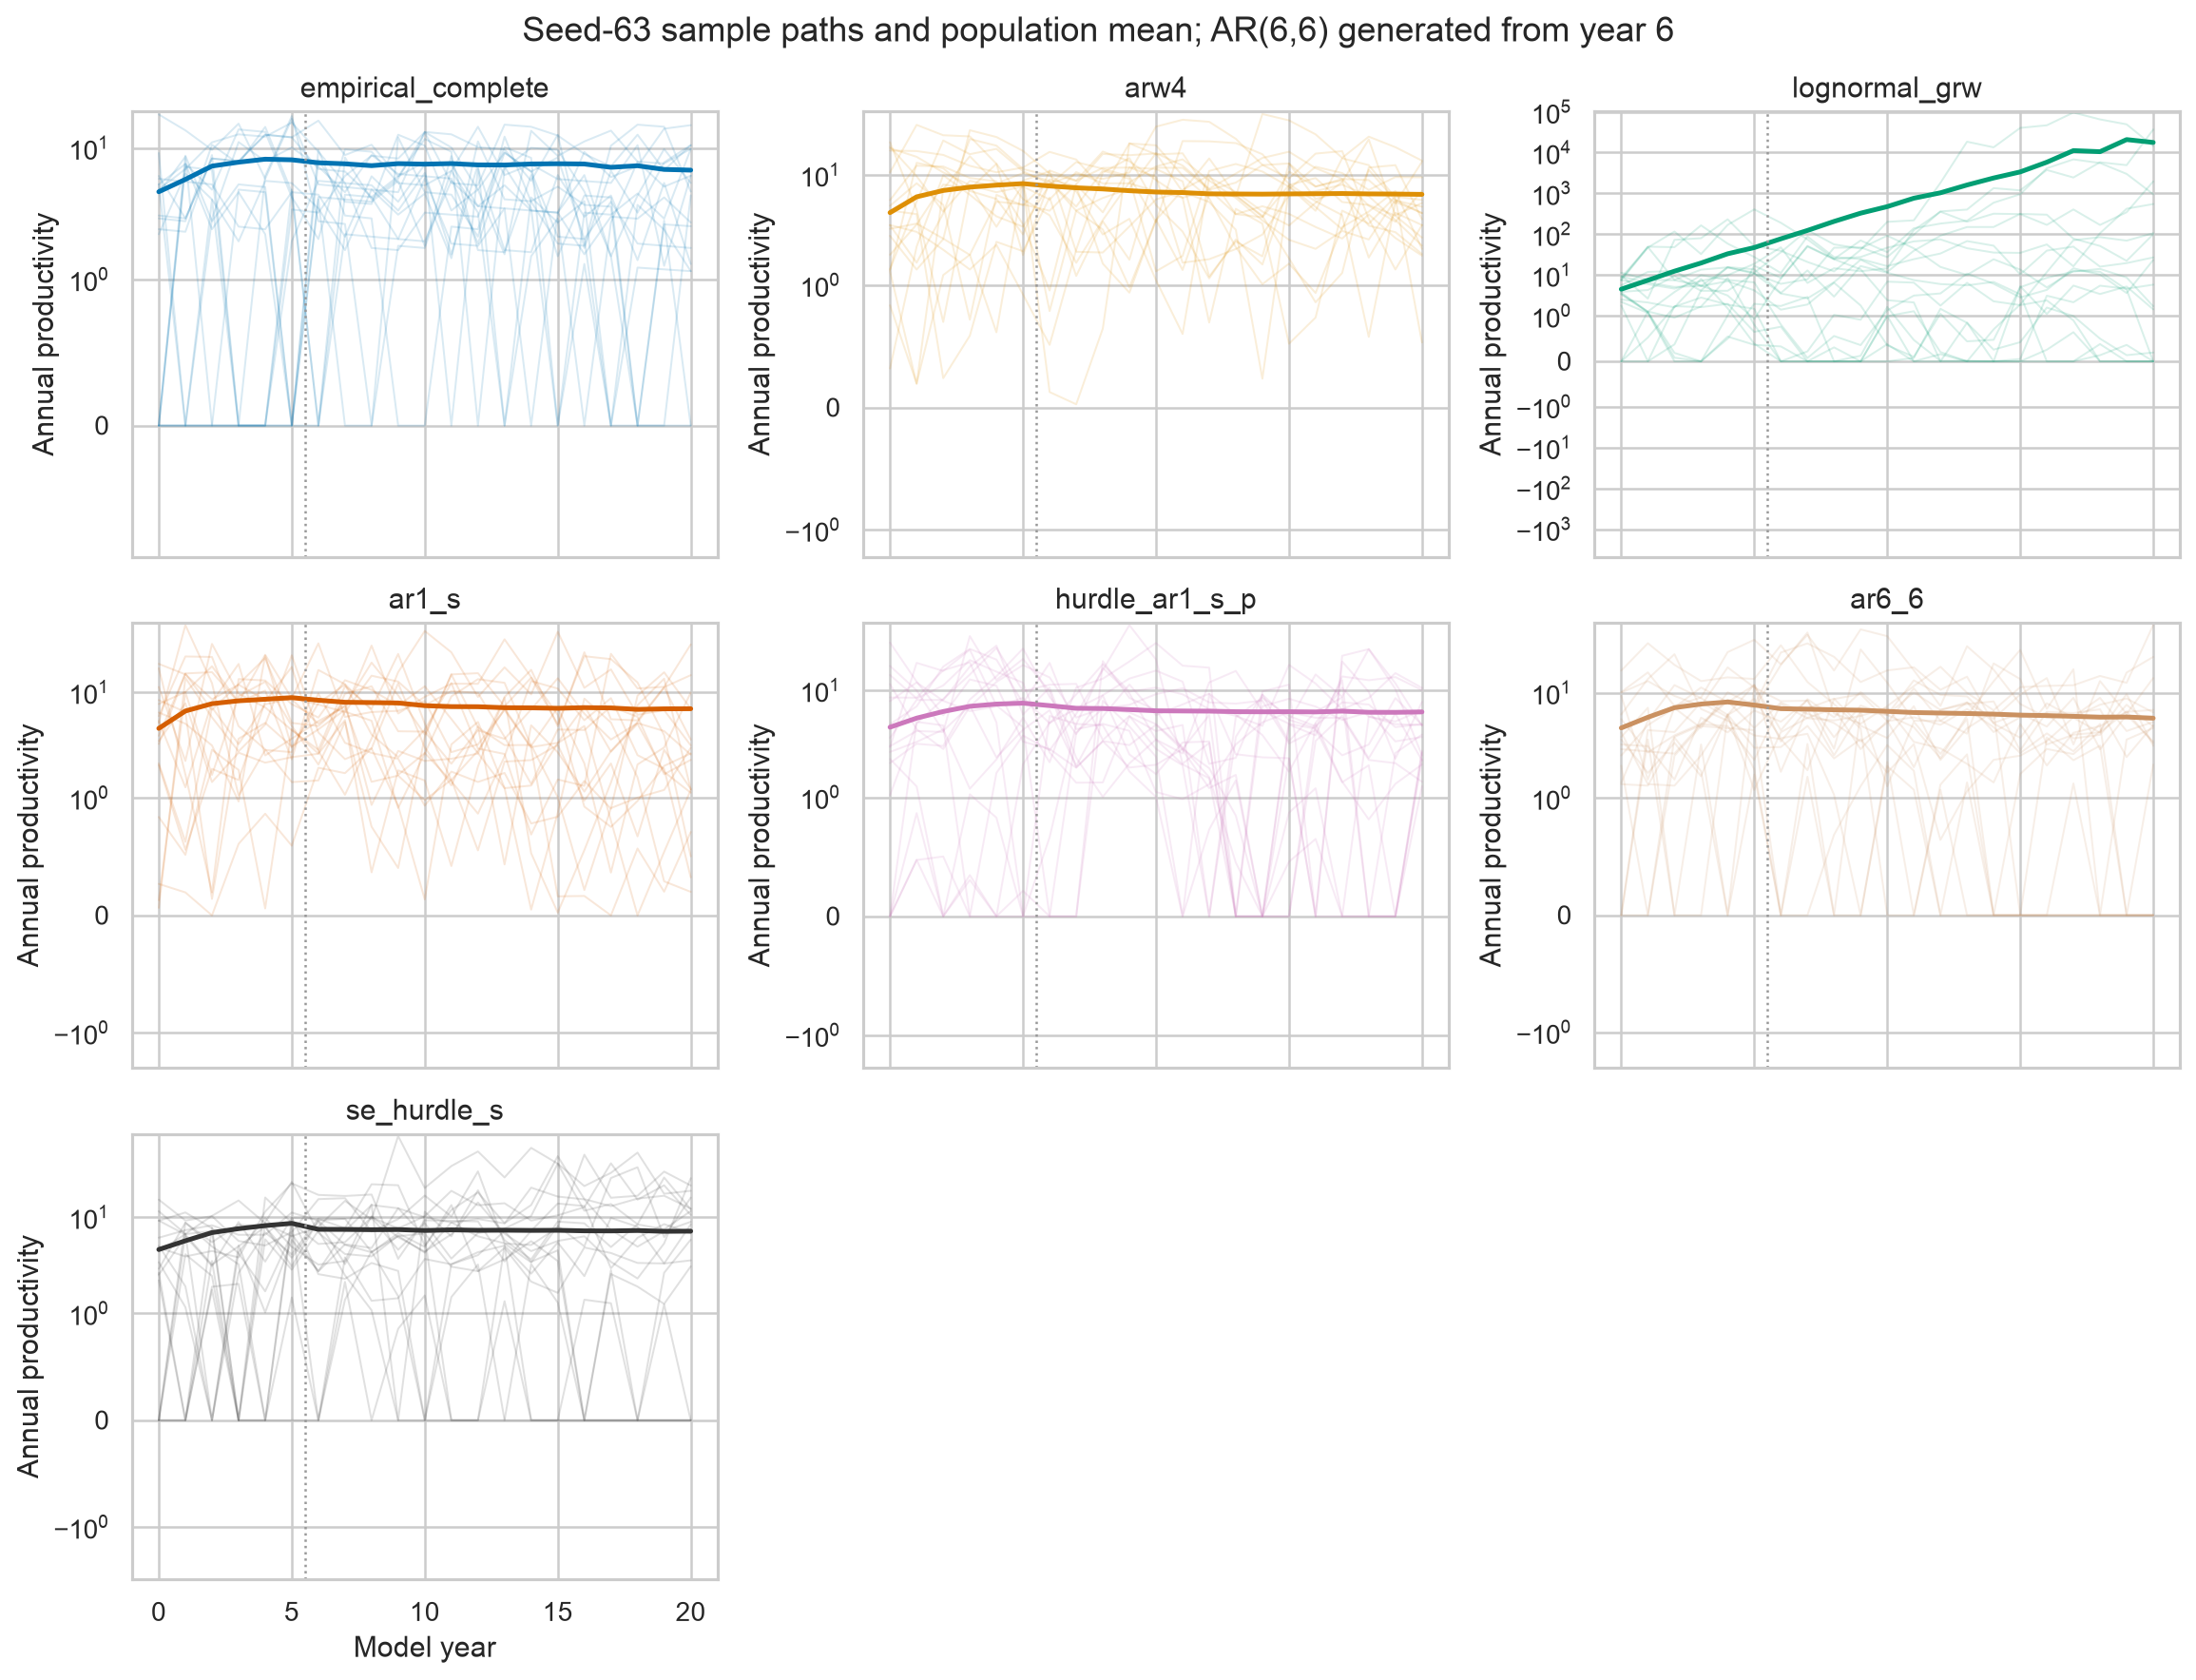 Seed-63 sample paths and population mean; AR(6,6) generated from year 6
empirical_complete
Annual productivity
10¹
10⁰
0
arw4
Annual productivity
10¹
10⁰
0
−10⁰
lognormal_grw
Annual productivity
10⁵
10⁴
10³
10²
10¹
10⁰
0
−10⁰
−10¹
−10²
−10³
ar1_s
Annual productivity
10¹
10⁰
0
−10⁰
hurdle_ar1_s_p
Annual productivity
10¹
10⁰
0
−10⁰
ar6_6
Annual productivity
10¹
10⁰
0
−10⁰
se_hurdle_s
Annual productivity
10¹
10⁰
0
−10⁰
0 5 10 15 20
Model year